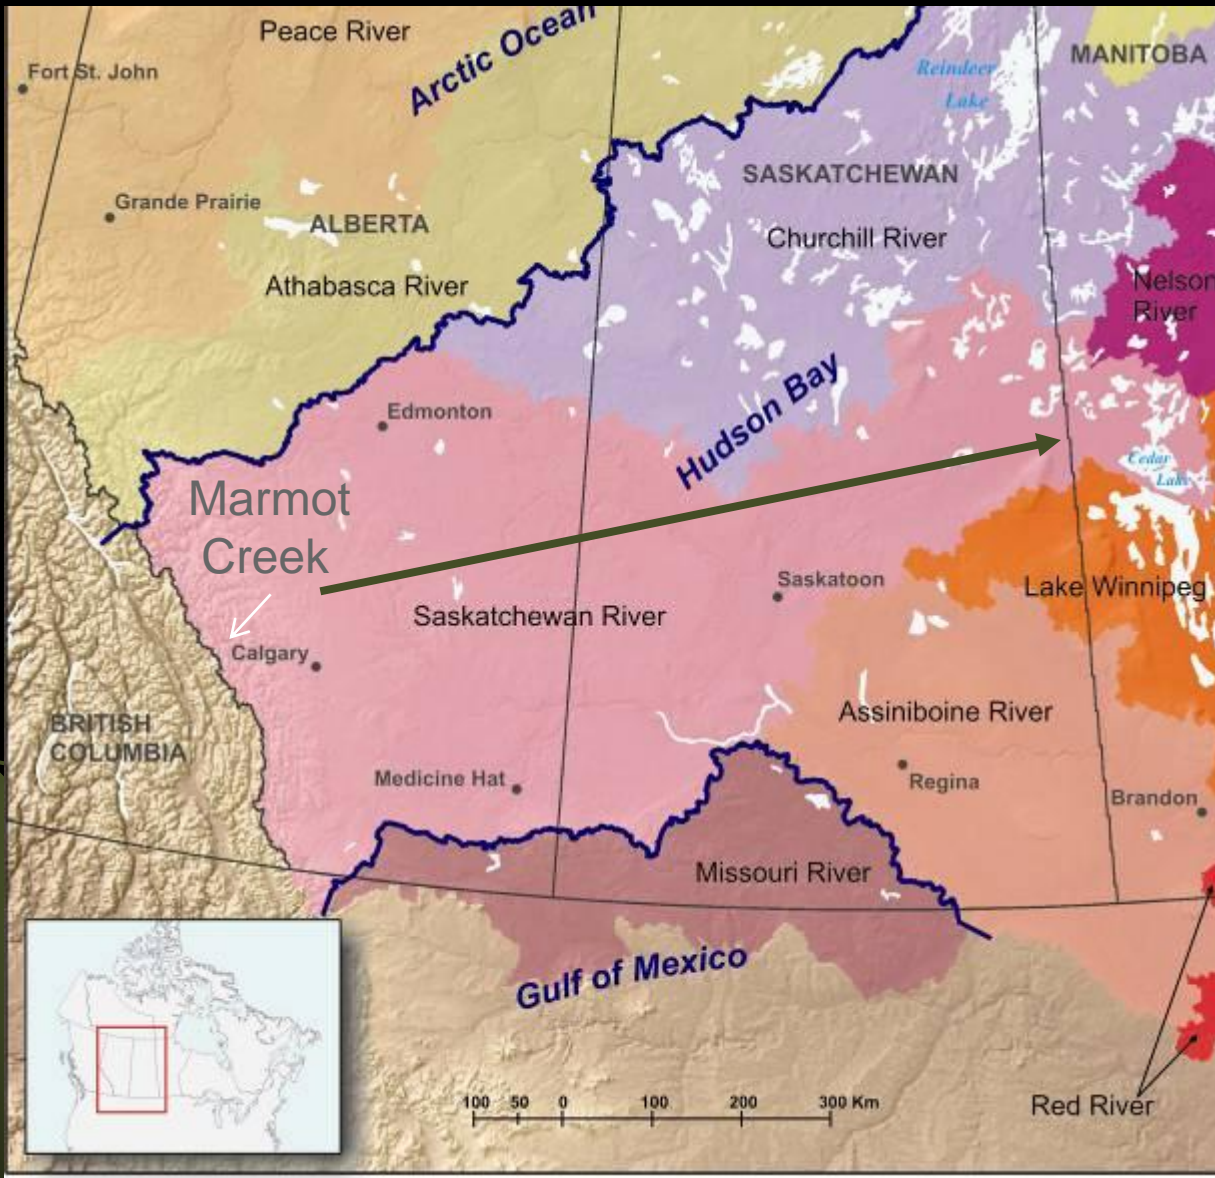 Peace River
Arctic Ocean
MANITOBA
Fort St. John
Reindeer
Lake
SASKATCHEWAN
Grande Prairie
ALBERTA
Churchill River
Athabasca River
Nelson
River
Hudson Bay
Edmonton
Cedar
Lake
Marmot
Creek
Saskatoon
Lake Winnipeg
Saskatchewan River
Calgary
BRITISH
COLUMBIA
Assiniboine River
Medicine Hat
Regina
Brandon
Missouri River
Gulf of Mexico
100 50 0 100 200 300 Km
Red River